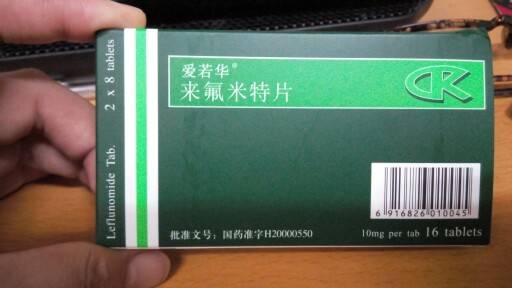 爱若华®
来氟米特片
Leflunomide Tab. 2 x 8 tablets
6 916826 010045
批准文号：国药准字H20000550
10mg per tab 16 tablets